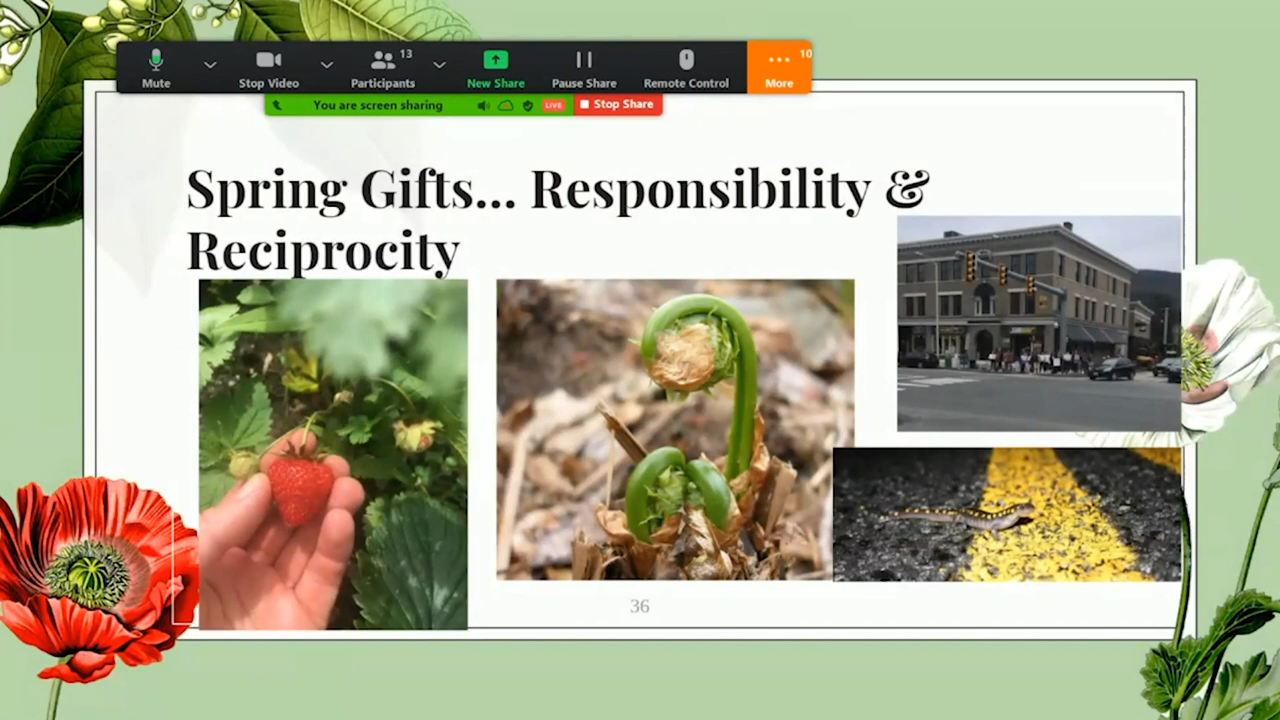 13
10
Mute
Stop Video
Participants
New Share
Pause Share
Remote Control
More
You are screen sharing
LIVE
Stop Share
Spring Gifts... Responsibility &
Reciprocity
36